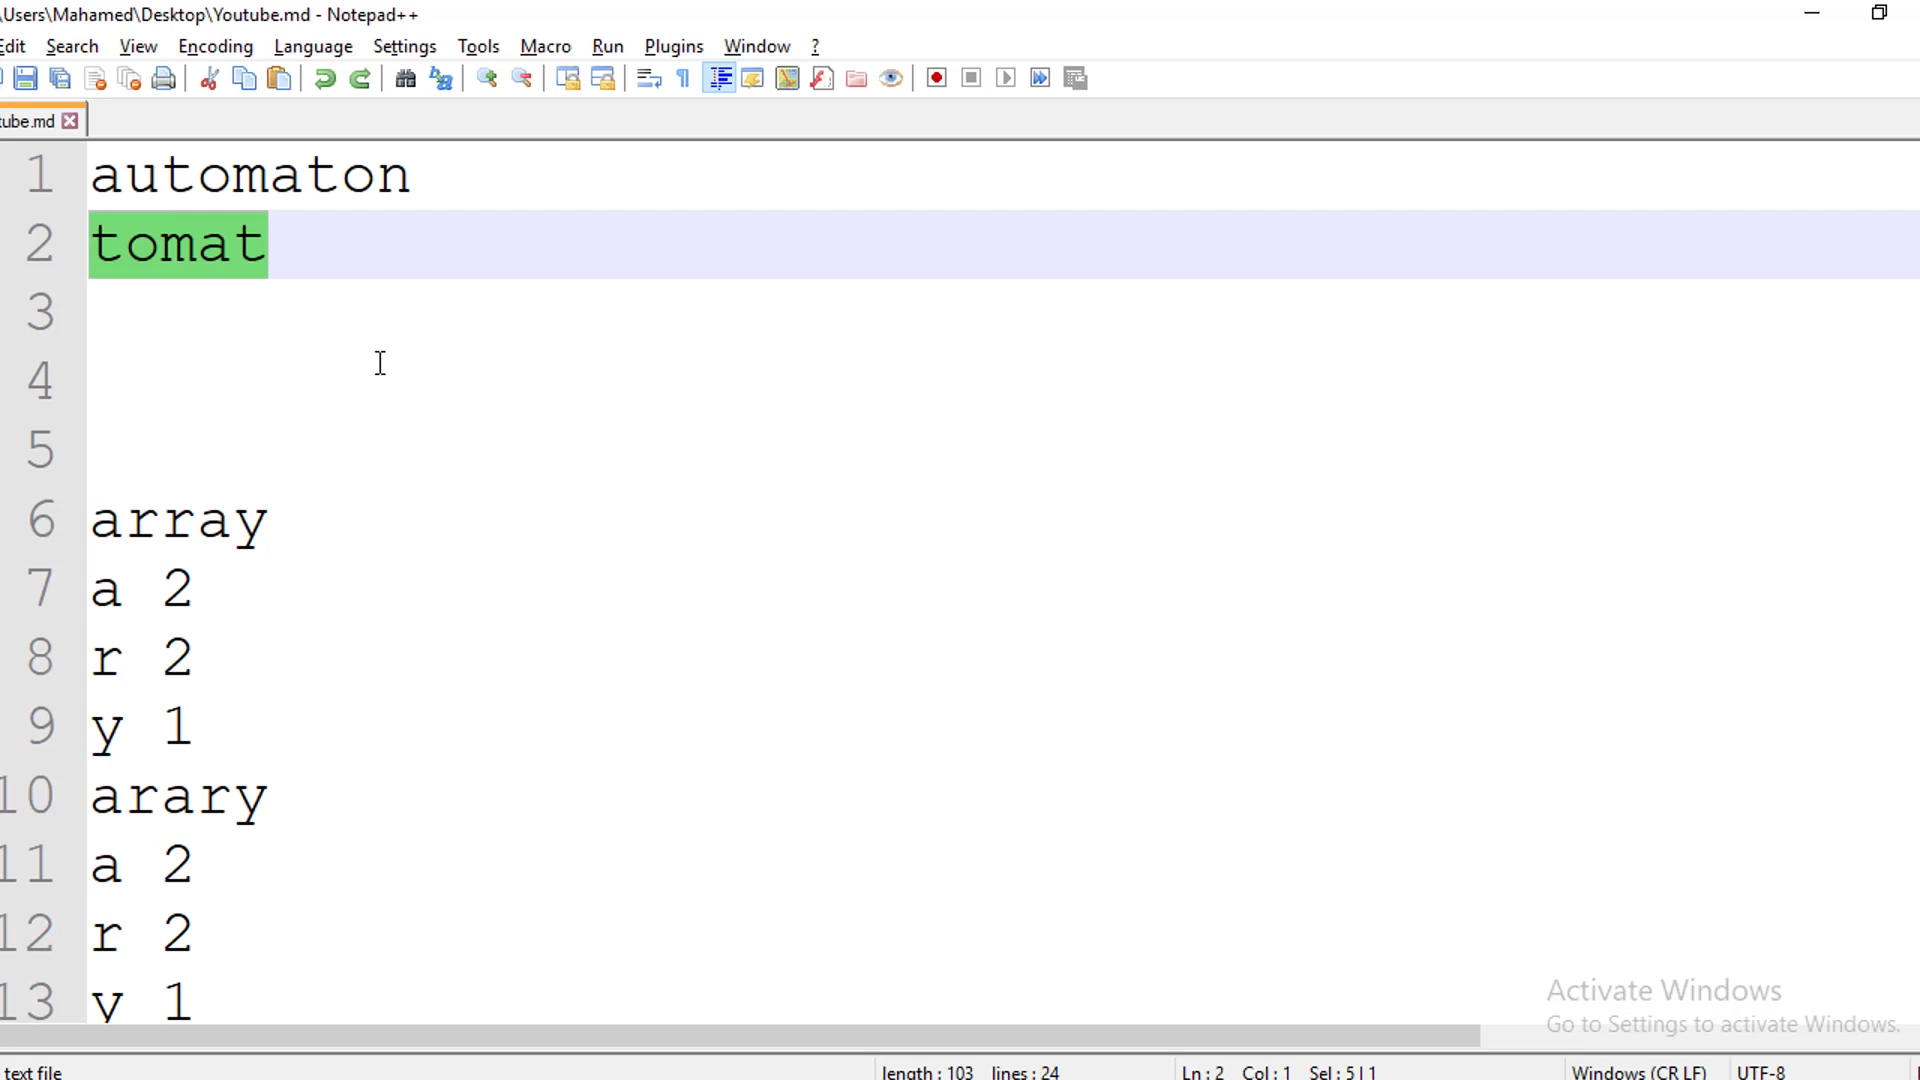 \Users\Mahamed\Desktop\Youtube.md - Notepad++
Edit Search View Encoding Language Settings Tools Macro Run Plugins Window ?
tube.md
1 automaton
2 tomat
3
4
5
6 array
7 a 2
8 r 2
9 y 1
10 arary
11 a 2
12 r 2
13 y 1
Activate Windows
Go to Settings to activate Windows.
text file length : 103 lines : 24 Ln : 2 Col : 1 Sel : 5 | 1 Windows (CR LF) UTF-8